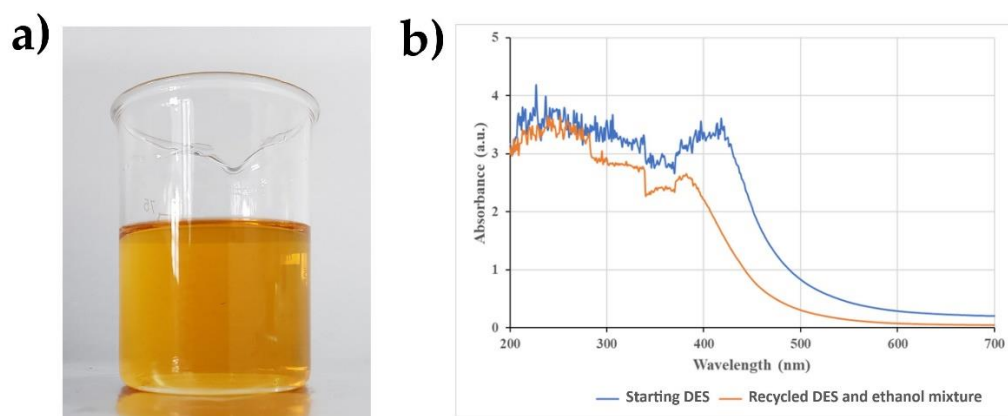 a)
75
b)
5
4
3
2
1
0
Absorbance (a.u.)
200 300 400 500 600 700
Wavelength (nm)
Starting DES Recycled DES and ethanol mixture